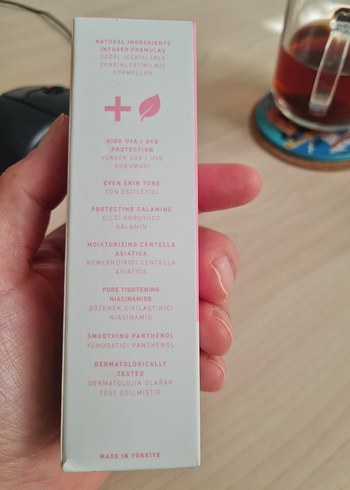 NATURAL INGREDIENTS
INFUSED FORMULAS
DOĞAL İÇERİKLERLE
ZENGİNLEŞTİRİLMİŞ
FORMÜLLER
HIGH UVA / UVB
PROTECTION
YÜKSEK UVA / UVB
KORUMASI
EVEN SKIN TONE
TON EŞİTLEYİCİ
PROTECTING CALAMINE
CİLDİ KORUYUCU
KALAMİN
MOISTURIZING CENTELLA
ASIATICA
NEMLENDİRİCİ CENTELLA
ASIATICA
PORE TIGHTENING
NIACINAMIDE
GÖZENEK SIKILAŞTIRICI
NİASİNAMİD
SMOOTHING PANTHENOL
YUMUŞATICI PANTHENOL
DERMATOLOGICALLY
TESTED
DERMATOLOJİK OLARAK
TEST EDİLMİŞTİR
MADE IN TÜRKİYE